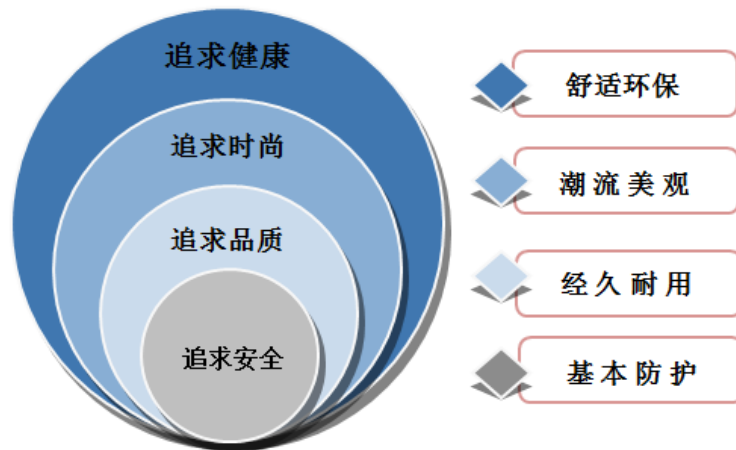 追求健康
追求时尚
追求品质
追求安全
舒适环保
潮流美观
经久耐用
基本防护